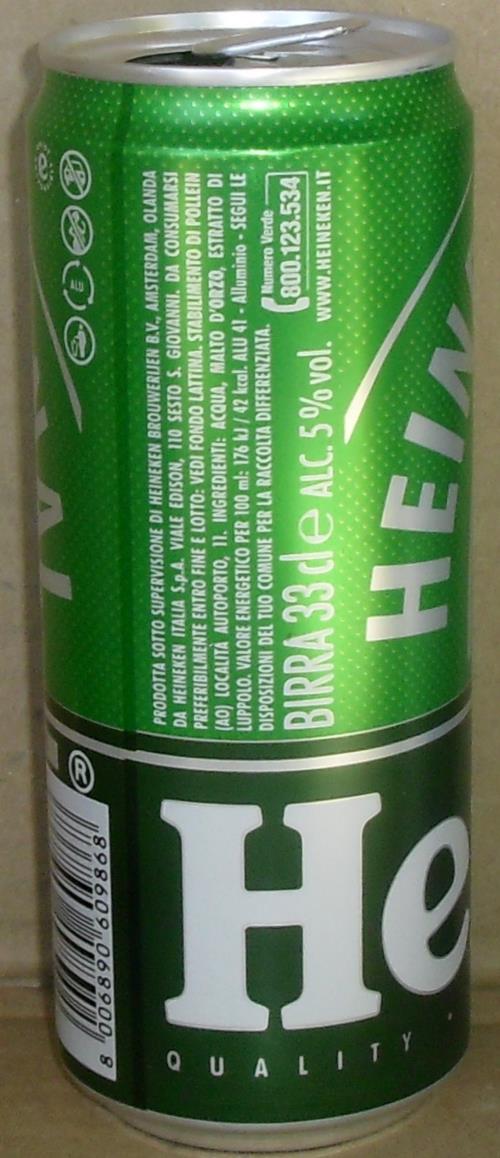 PRODOTTA SOTTO SUPERVISIONE DI HEINEKEN BROUWERIJEN B.V., AMSTERDAM, OLANDA
DA HEINEKEN ITALIA S.p.A. VIALE EDISON, 110 SESTO S. GIOVANNI. DA CONSUMARSI
PREFERIBILMENTE ENTRO FINE E LOTTO: VEDI FONDO LATTINA. STABILIMENTO DI POLLEIN
(AO) LOCALITÀ AUTOPORTO, 11. INGREDIENTI: ACQUA, MALTO D'ORZO, ESTRATTO DI
LUPPOLO. VALORE ENERGETICO PER 100 ml: 176 kJ / 42 kcal. ALU 41 - Alluminio - SEGUI LE
DISPOSIZIONI DEL TUO COMUNE PER LA RACCOLTA DIFFERENZIATA.
BIRRA 33 cl e ALC. 5 % vol.
Numero Verde
800.123.534
WWW.HEINEKEN.IT
e
ALU
HEIN
®
He
QUALITY
8 006890 609868